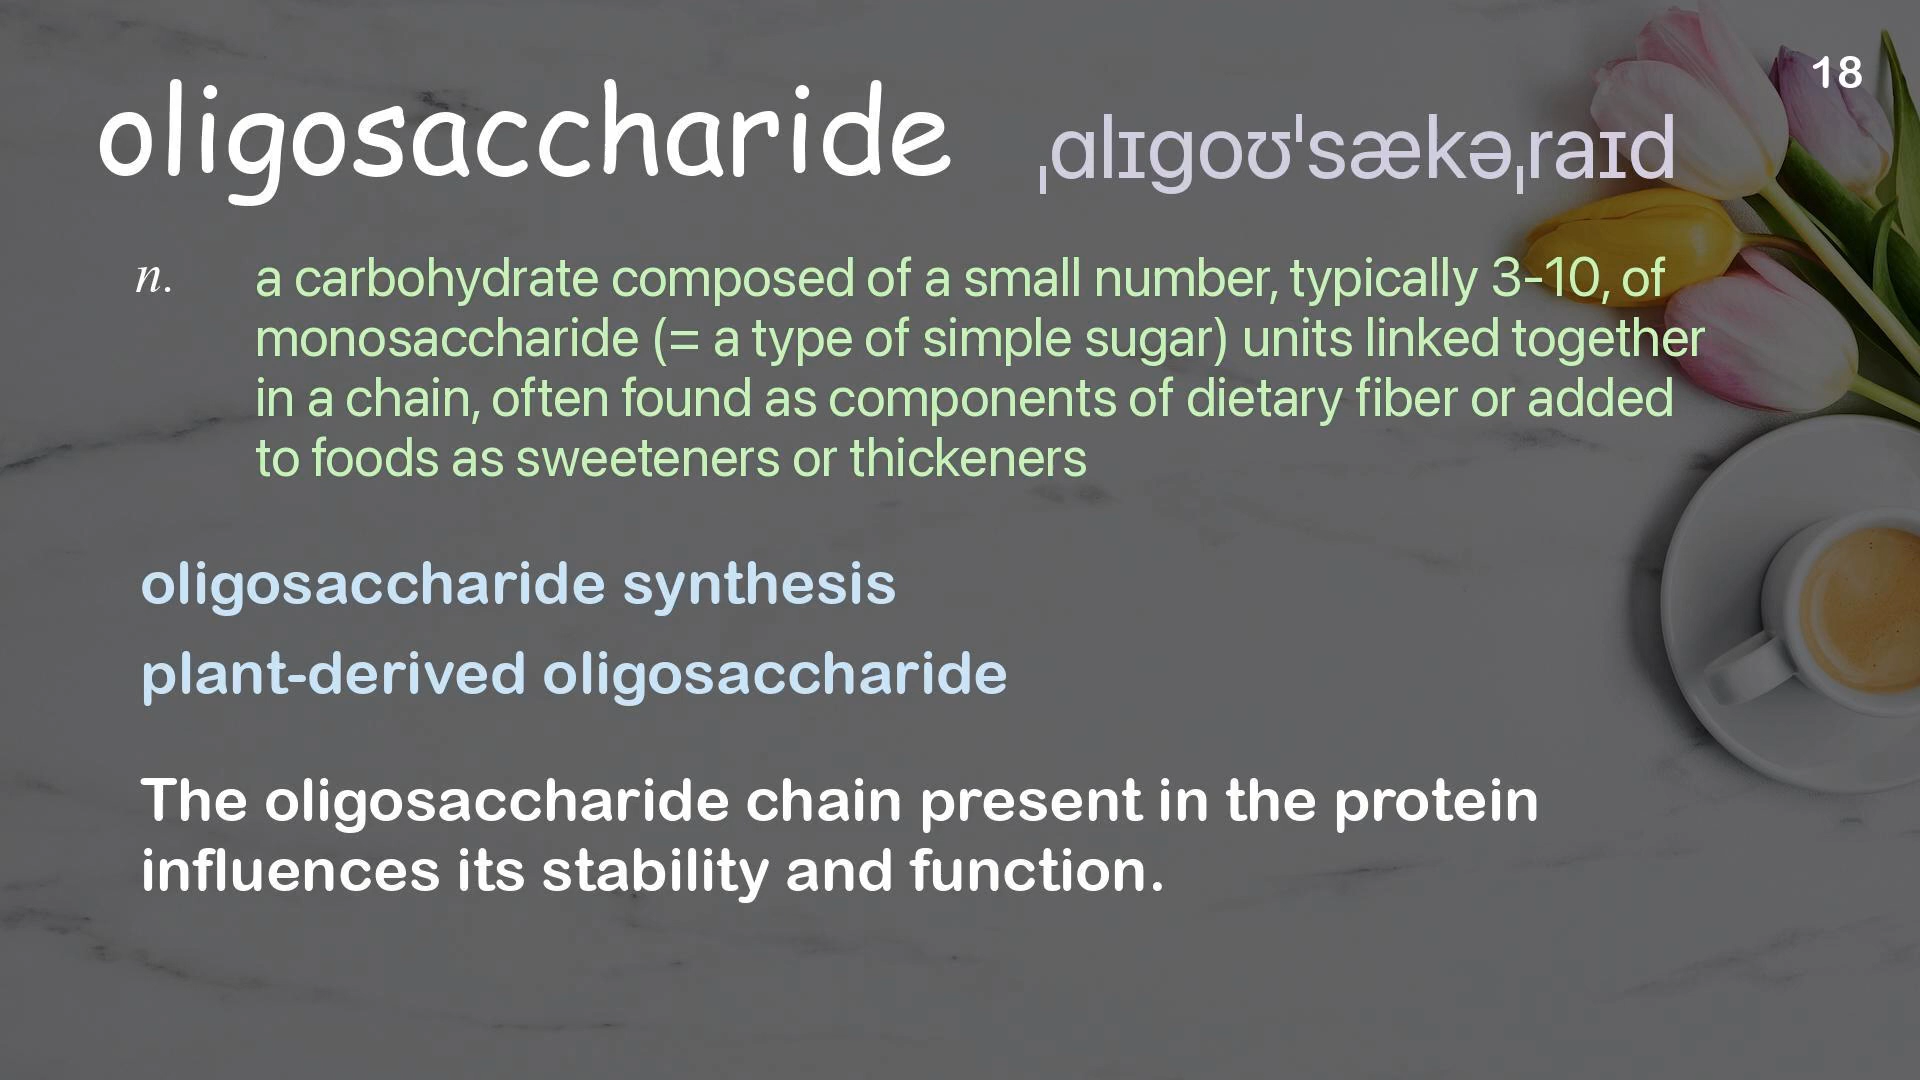 18
oligosaccharide ˌɑlɪgoʊˈsækəˌraɪd
n. a carbohydrate composed of a small number, typically 3-10, of
monosaccharide (= a type of simple sugar) units linked together
in a chain, often found as components of dietary fiber or added
to foods as sweeteners or thickeners
oligosaccharide synthesis
plant-derived oligosaccharide
The oligosaccharide chain present in the protein
influences its stability and function.